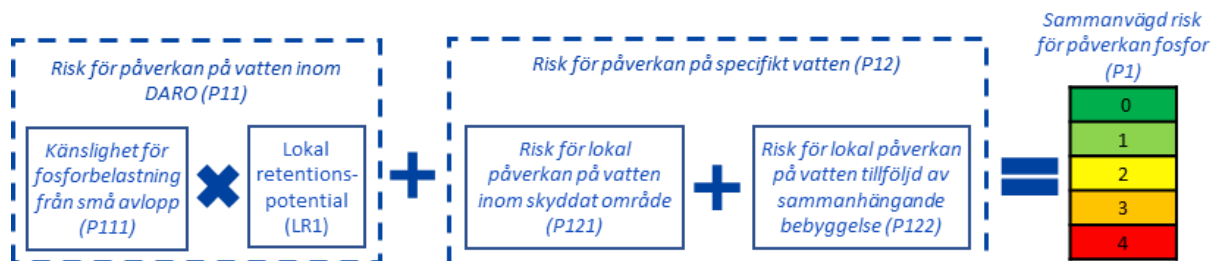 Risk för påverkan på vatten inom
DARO (P11)
Känslighet för
fosforbelastning
från små avlopp
(P111)
Lokal
retentions-
potential
(LR1)
Risk för påverkan på specifikt vatten (P12)
Risk för lokal
påverkan på vatten
inom skyddat område
(P121)
Risk för lokal påverkan
på vatten tillföljd av
sammanhängande
bebyggelse (P122)
Sammanvägd risk
för påverkan fosfor
(P1)
0
1
2
3
4